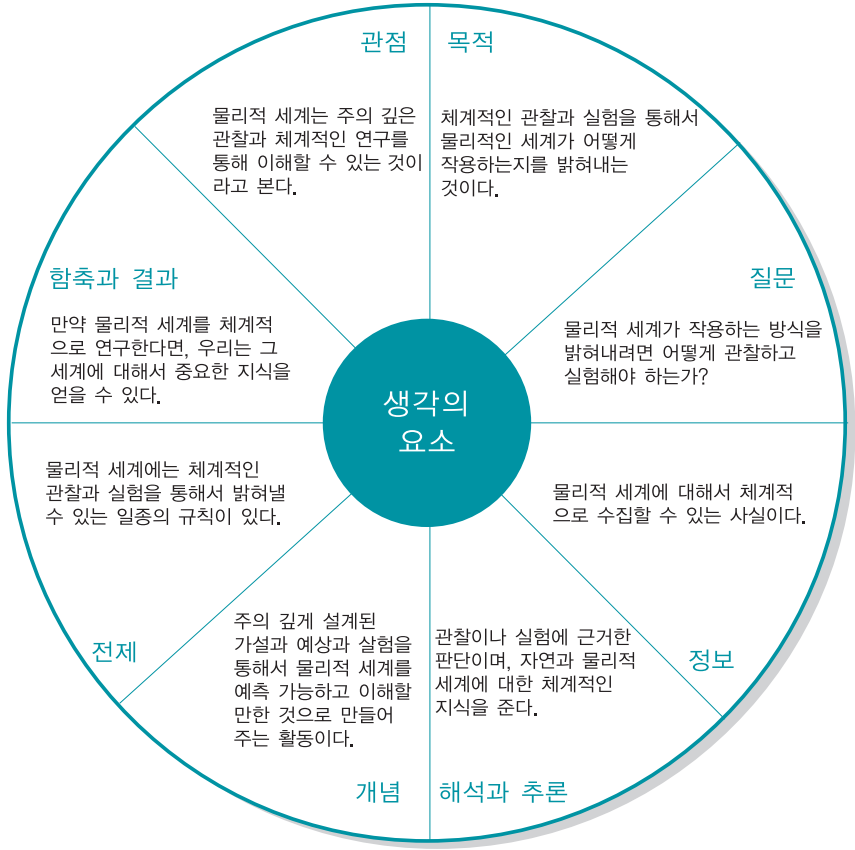 관점
물리적 세계는 주의 깊은
관찰과 체계적인 연구를
통해 이해할 수 있는 것이
라고 본다.
목적
체계적인 관찰과 실험을 통해서
물리적인 세계가 어떻게
작용하는지를 밝혀내는
것이다.
질문
물리적 세계가 작용하는 방식을
밝혀내려면 어떻게 관찰하고
실험해야 하는가?
함축과 결과
만약 물리적 세계를 체계적
으로 연구한다면, 우리는 그
세계에 대해서 중요한 지식을
얻을 수 있다.
생각의
요소
물리적 세계에는 체계적인
관찰과 실험을 통해서 밝혀낼
수 있는 일종의 규칙이 있다.
전제
물리적 세계에 대해서 체계적
으로 수집할 수 있는 사실이다.
정보
주의 깊게 설계된
가설과 예상과 살험을
통해서 물리적 세계를
예측 가능하고 이해할
만한 것으로 만들어
주는 활동이다.
개념
관찰이나 실험에 근거한
판단이며, 자연과 물리적
세계에 대한 체계적인
지식을 준다.
해석과 추론